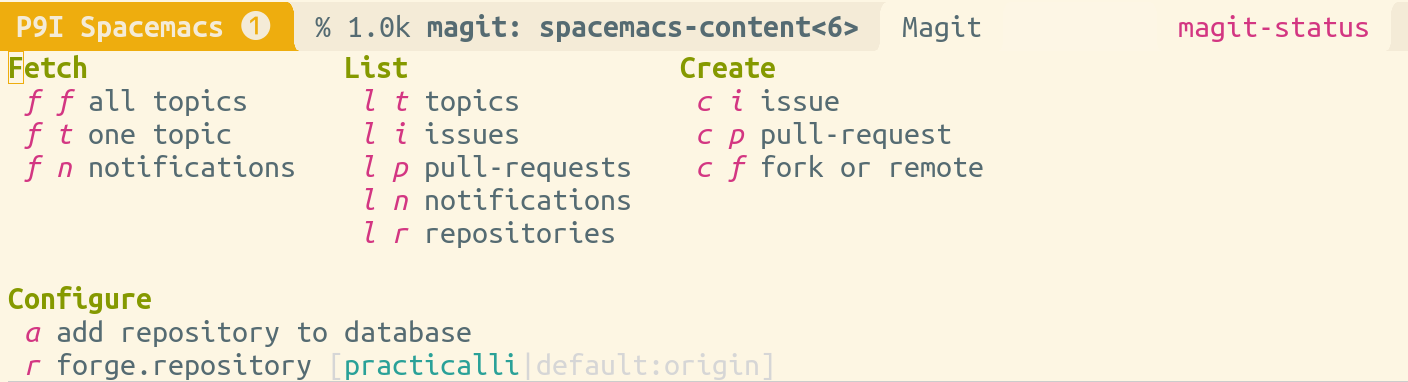 P9I Spacemacs 1 % 1.0k magit: spacemacs-content<6> Magit magit-status
Fetch List Create
f f all topics l t topics c i issue
f t one topic l i issues c p pull-request
f n notifications l p pull-requests c f fork or remote
l n notifications
l r repositories
Configure
a add repository to database
r forge.repository [practicalli|default:origin]